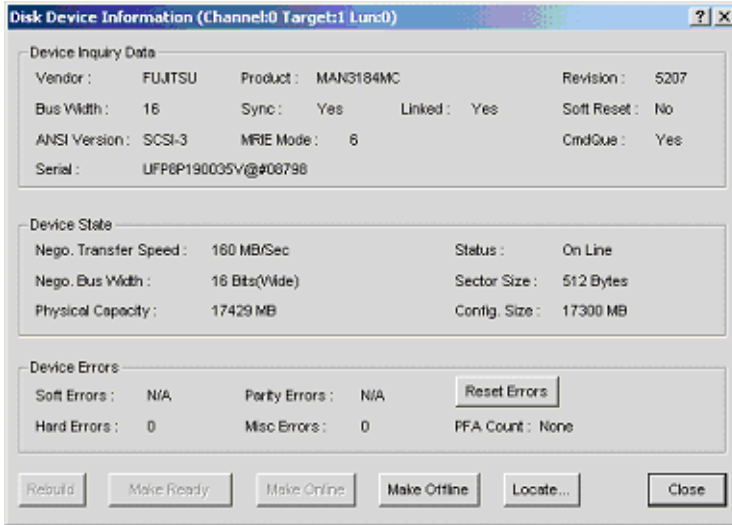 Disk Device Information (Channel:0 Target:1 Lun:0)
Device Inquiry Data
Vendor : FUJITSU Product : MAN3184MC Revision : 5207
Bus Width : 16 Sync : Yes Linked : Yes Soft Reset : No
ANSI Version : SCSI-3 MRIE Mode : 6 CmdQue : Yes
Serial : UFP8P190035V@#08798
Device State
Nego. Transfer Speed : 160 MB/Sec Status : On Line
Nego. Bus Width : 16 Bits(Wide) Sector Size : 512 Bytes
Physical Capacity : 17429 MB Config. Size : 17300 MB
Device Errors
Soft Errors : N/A Parity Errors : N/A Reset Errors
Hard Errors : 0 Misc Errors : 0 PFA Count : None
Rebuild Make Ready Make Online Make Offline Locate... Close